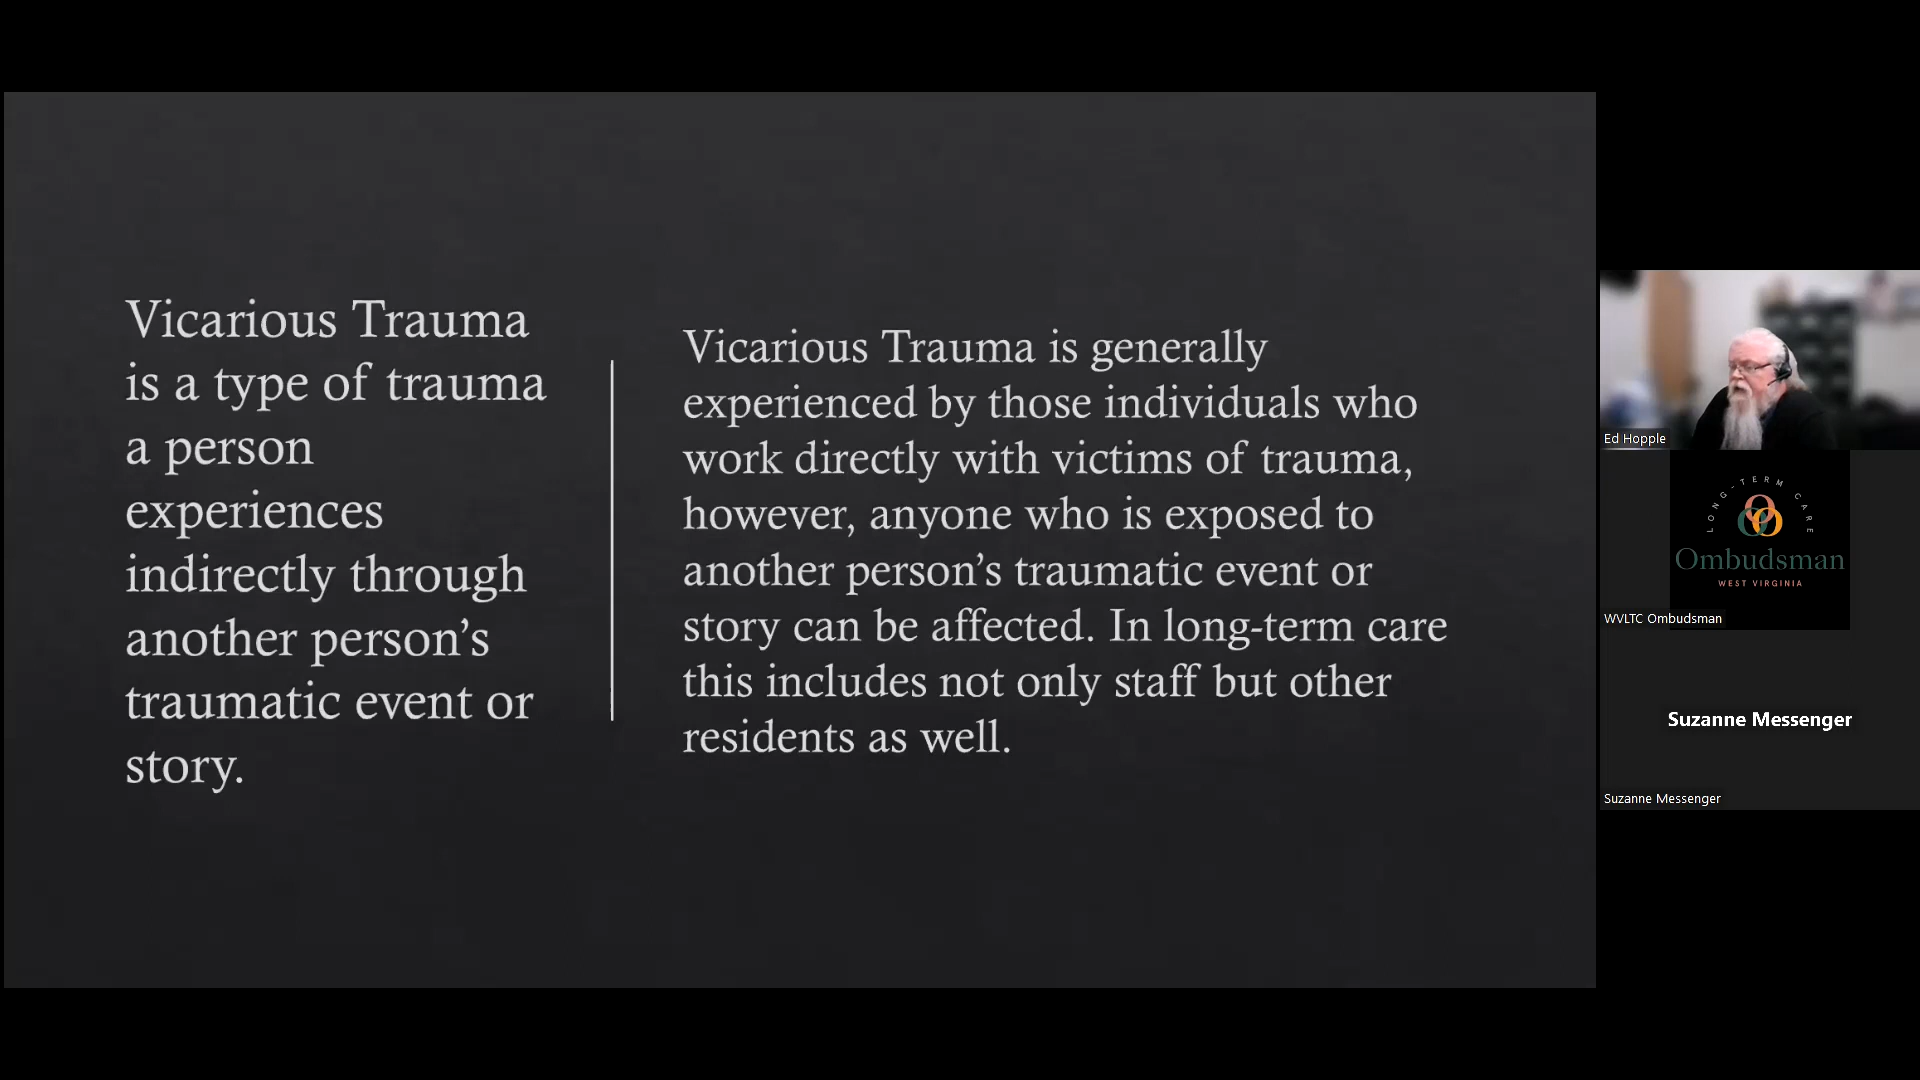 Vicarious Trauma
is a type of trauma
a person
experiences
indirectly through
another person’s
traumatic event or
story.
Vicarious Trauma is generally
experienced by those individuals who
work directly with victims of trauma,
however, anyone who is exposed to
another person’s traumatic event or
story can be affected. In long-term care
this includes not only staff but other
residents as well.
Ed Hopple
LONG-TERM CARE
Ombudsman
WEST VIRGINIA
WVLTC Ombudsman
Suzanne Messenger
Suzanne Messenger